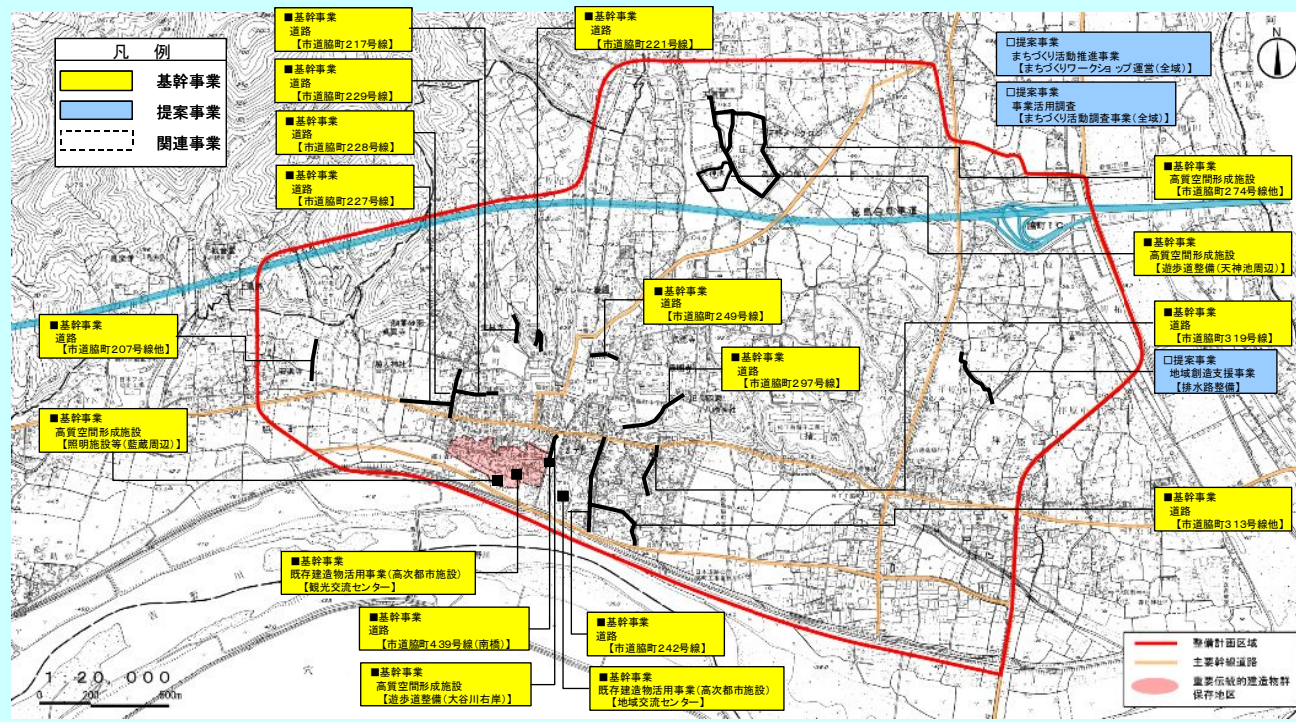 凡 例
基幹事業
提案事業
関連事業
■基幹事業
道路
【市道脇町217号線】
■基幹事業
道路
【市道脇町229号線】
■基幹事業
道路
【市道脇町228号線】
■基幹事業
道路
【市道脇町227号線】
■基幹事業
道路
【市道脇町221号線】
□提案事業
まちづくり活動推進事業
【まちづくりワークショップ運営(全域)】
□提案事業
事業活用調査
【まちづくり活動調査事業(全域)】
N
■基幹事業
高質空間形成施設
【市道脇町274号線他】
■基幹事業
高質空間形成施設
【遊歩道整備(天神池周辺)】
■基幹事業
道路
【市道脇町249号線】
■基幹事業
道路
【市道脇町319号線】
□提案事業
地域創造支援事業
【排水路整備】
■基幹事業
道路
【市道脇町207号線他】
■基幹事業
道路
【市道脇町297号線】
■基幹事業
高質空間形成施設
【照明施設等(藍蔵周辺)】
■基幹事業
道路
【市道脇町313号線他】
■基幹事業
既存建造物活用事業(高次都市施設)
【観光交流センター】
■基幹事業
道路
【市道脇町439号線(南橋)】
■基幹事業
道路
【市道脇町242号線】
■基幹事業
高質空間形成施設
【遊歩道整備(大谷川右岸)】
■基幹事業
既存建造物活用事業(高次都市施設)
【地域交流センター】
1:20,000
0 200 500m
整備計画区域
主要幹線道路
重要伝統的建造物群
保存地区
脇町IC